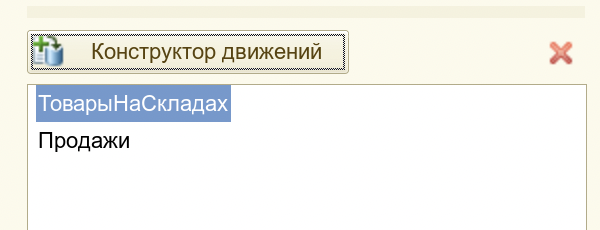 Конструктор движений
ТоварыНаСкладах
Продажи